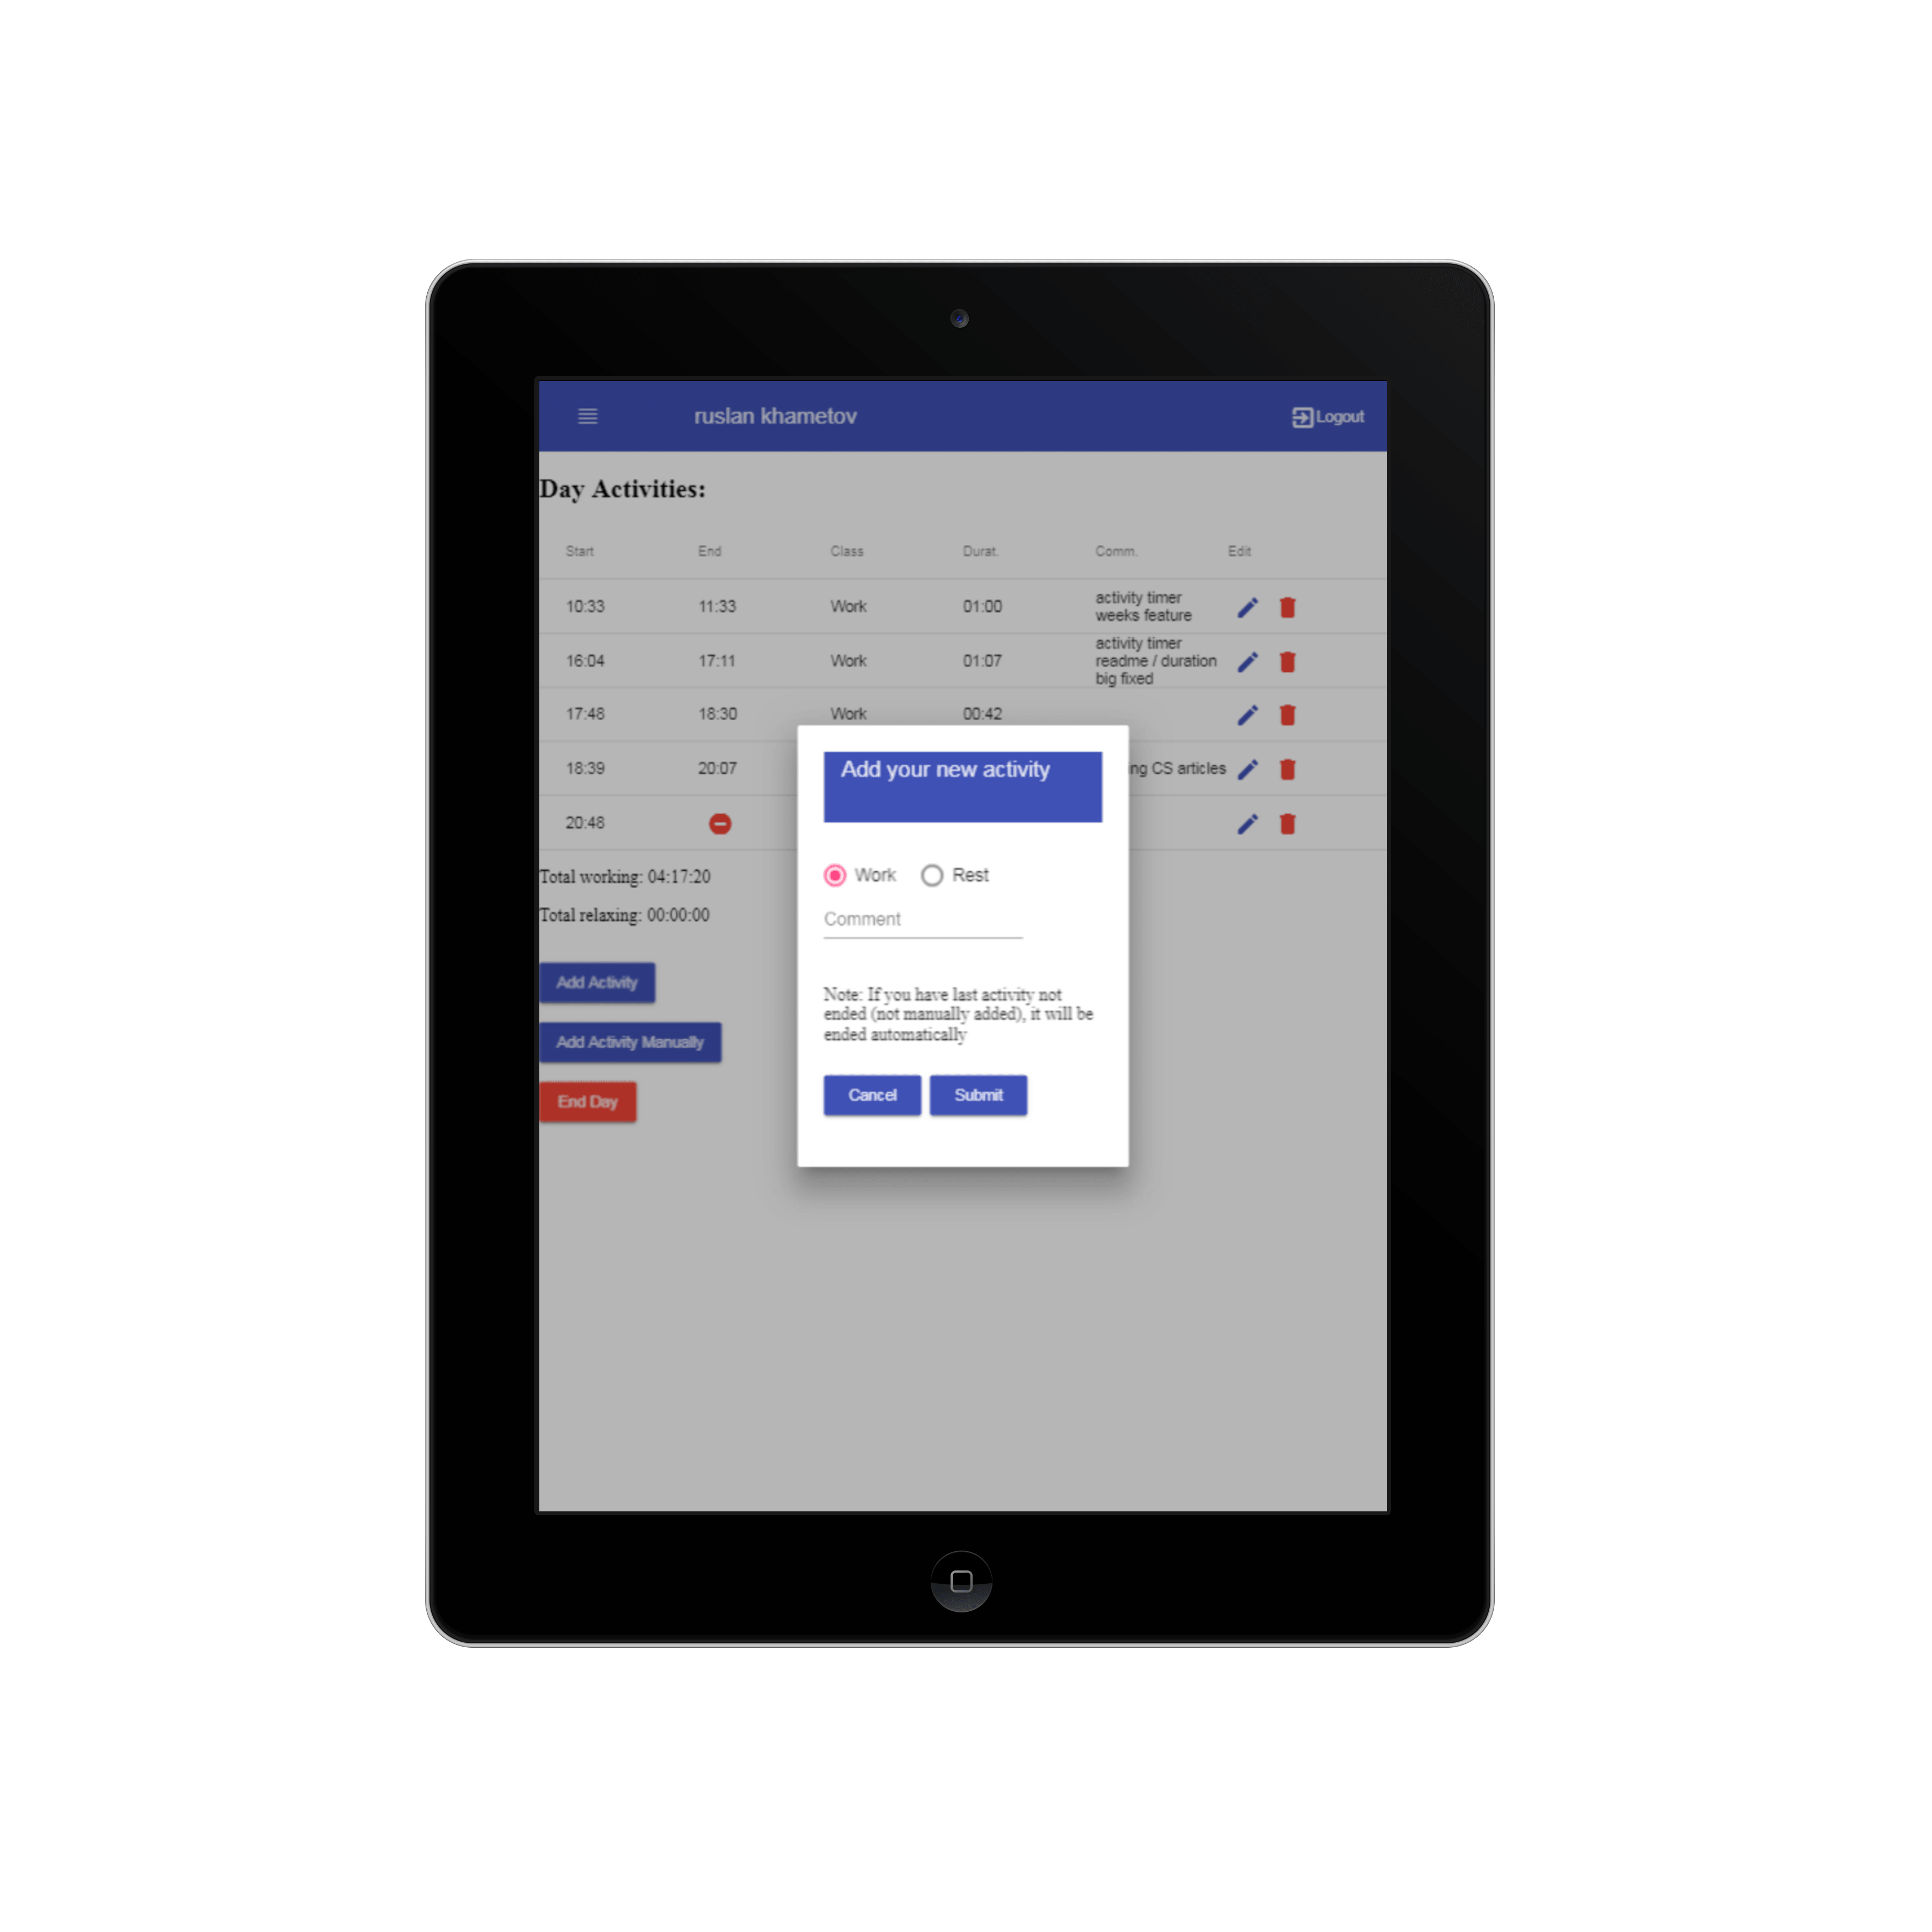 ruslan khametov
Logout
Day Activities:
Start End Class Durat. Comm. Edit
10:33 11:33 Work 01:00 activity timer
weeks feature
16:04 17:11 Work 01:07 activity timer
readme / duration
big fixed
17:48 18:30 Work 00:42
18:39 20:07 CS articles
20:48
Total working: 04:17:20
Total relaxing: 00:00:00
Add Activity
Add Activity Manually
End Day
Add your new activity
Work Rest
Comment
Note: If you have last activity not
ended (not manually added), it will be
ended automatically
Cancel Submit